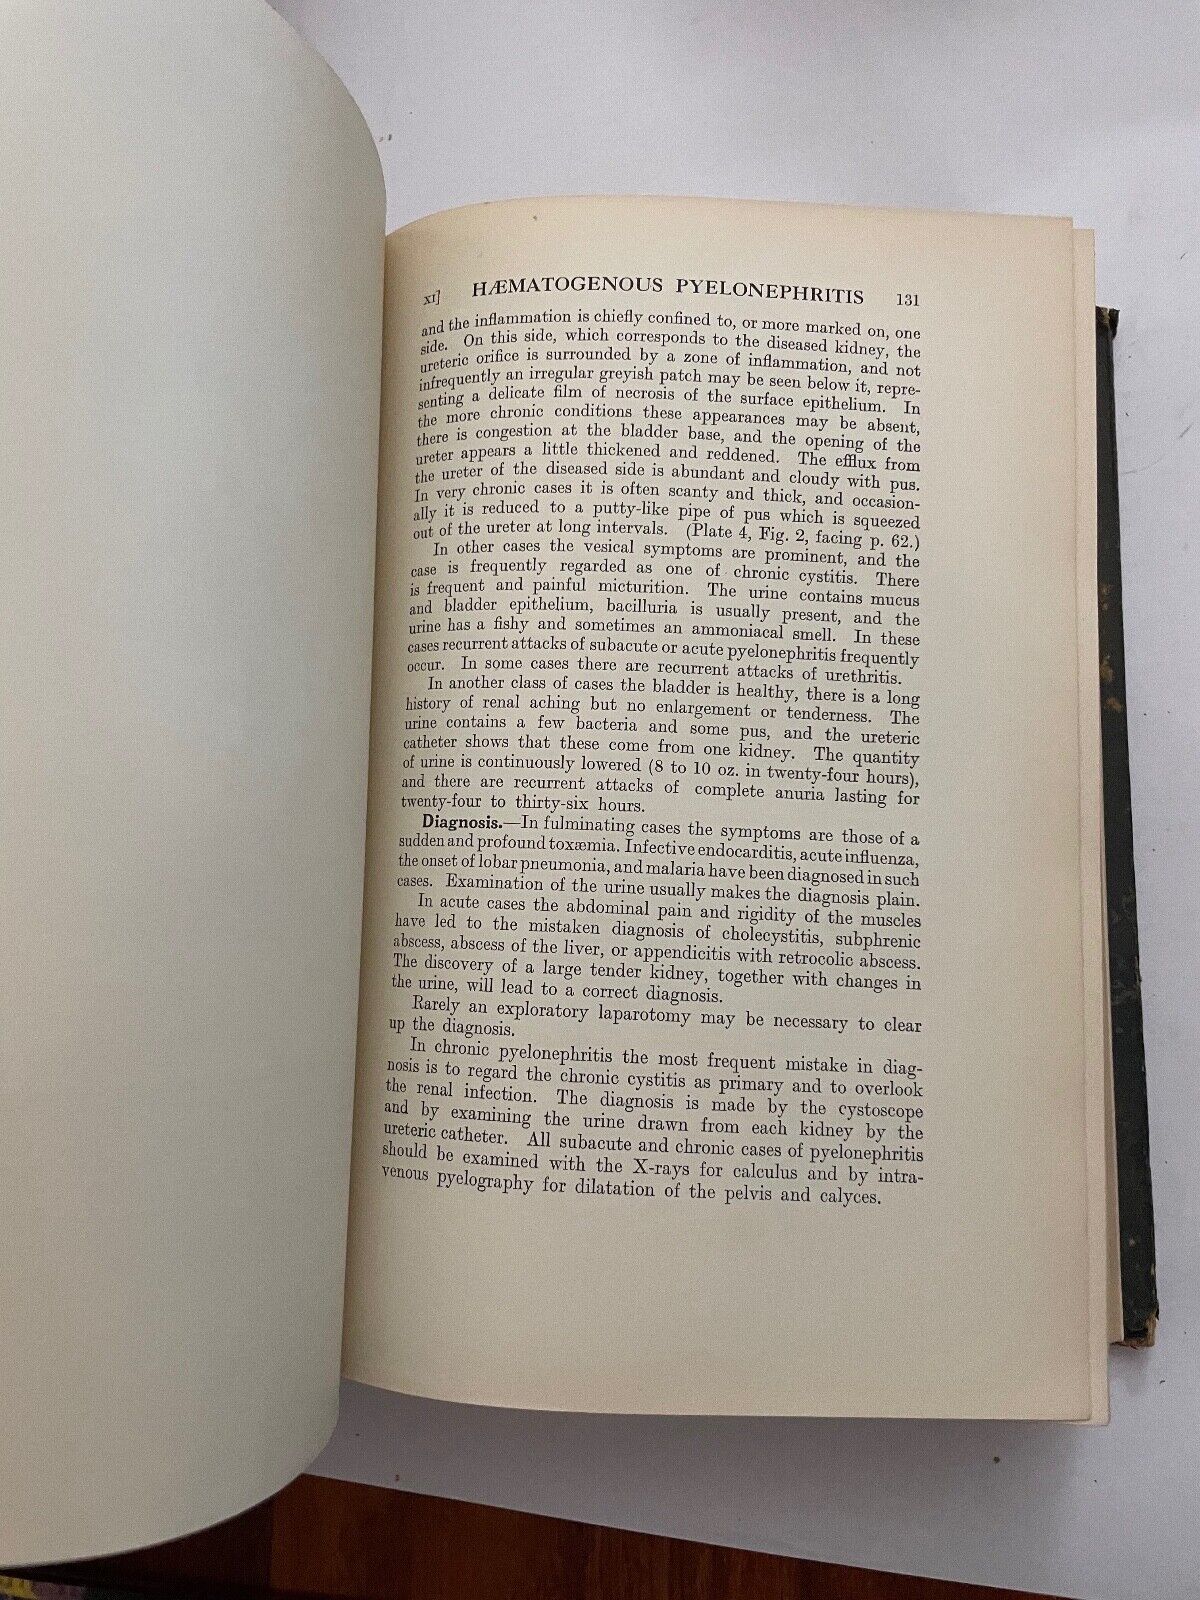 XI] HÆMATOGENOUS PYELONEPHRITIS 131
and the inflammation is chiefly confined to, or more marked on, one
side. On this side, which corresponds to the diseased kidney, the
ureteric orifice is surrounded by a zone of inflammation, and not
infrequently an irregular greyish patch may be seen below it, repre-
senting a delicate film of necrosis of the surface epithelium. In
the more chronic conditions these appearances may be absent,
there is congestion at the bladder base, and the opening of the
ureter appears a little thickened and reddened. The efflux from
the ureter of the diseased side is abundant and cloudy with pus.
In very chronic cases it is often scanty and thick, and occasion-
ally it is reduced to a putty-like pipe of pus which is squeezed
out of the ureter at long intervals. (Plate 4, Fig. 2, facing p. 62.)
In other cases the vesical symptoms are prominent, and the
case is frequently regarded as one of chronic cystitis. There
is frequent and painful micturition. The urine contains mucus
and bladder epithelium, bacilluria is usually present, and the
urine has a fishy and sometimes an ammoniacal smell. In these
cases recurrent attacks of subacute or acute pyelonephritis frequently
occur. In some cases there are recurrent attacks of urethritis.
In another class of cases the bladder is healthy, there is a long
history of renal aching but no enlargement or tenderness. The
urine contains a few bacteria and some pus, and the ureteric
catheter shows that these come from one kidney. The quantity
of urine is continuously lowered (8 to 10 oz. in twenty-four hours),
and there are recurrent attacks of complete anuria lasting for
twenty-four to thirty-six hours.
Diagnosis.—In fulminating cases the symptoms are those of a
sudden and profound toxæmia. Infective endocarditis, acute influenza,
the onset of lobar pneumonia, and malaria have been diagnosed in such
cases. Examination of the urine usually makes the diagnosis plain.
In acute cases the abdominal pain and rigidity of the muscles
have led to the mistaken diagnosis of cholecystitis, subphrenic
abscess, abscess of the liver, or appendicitis with retrocolic abscess.
The discovery of a large tender kidney, together with changes in
the urine, will lead to a correct diagnosis.
Rarely an exploratory laparotomy may be necessary to clear
up the diagnosis.
In chronic pyelonephritis the most frequent mistake in diag-
nosis is to regard the chronic cystitis as primary and to overlook
the renal infection. The diagnosis is made by the cystoscope
and by examining the urine drawn from each kidney by the
ureteric catheter. All subacute and chronic cases of pyelonephritis
should be examined with the X-rays for calculus and by intra-
venous pyelography for dilatation of the pelvis and calyces.